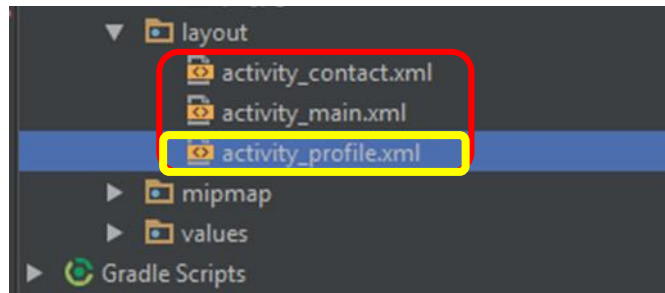 layout
activity_contact.xml
activity_main.xml
activity_profile.xml
mipmap
values
Gradle Scripts